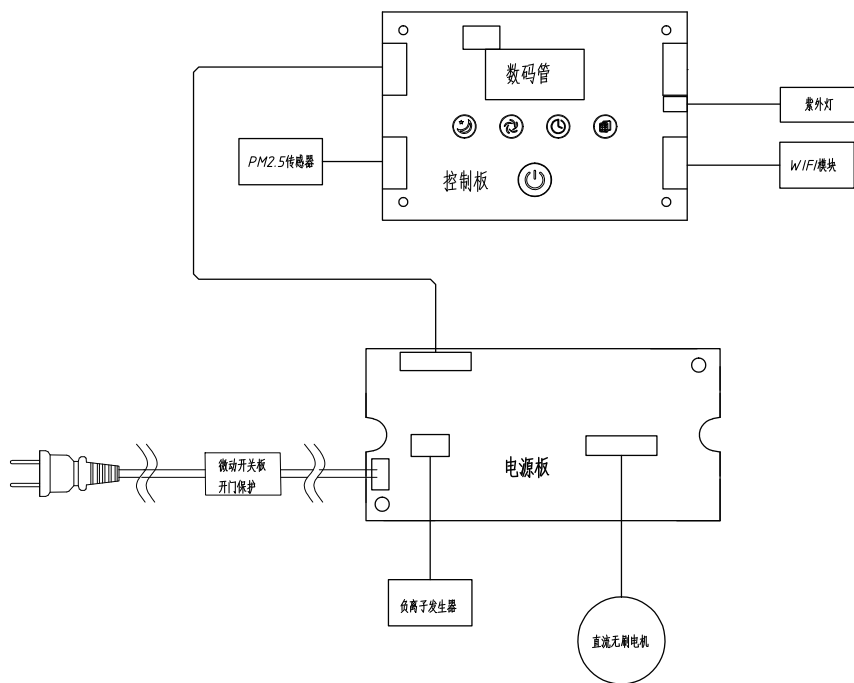 数码管
紫外灯
PM2.5传感器
WIFI模块
控制板
微动开关板
开门保护
电源板
负离子发生器
直流无刷电机